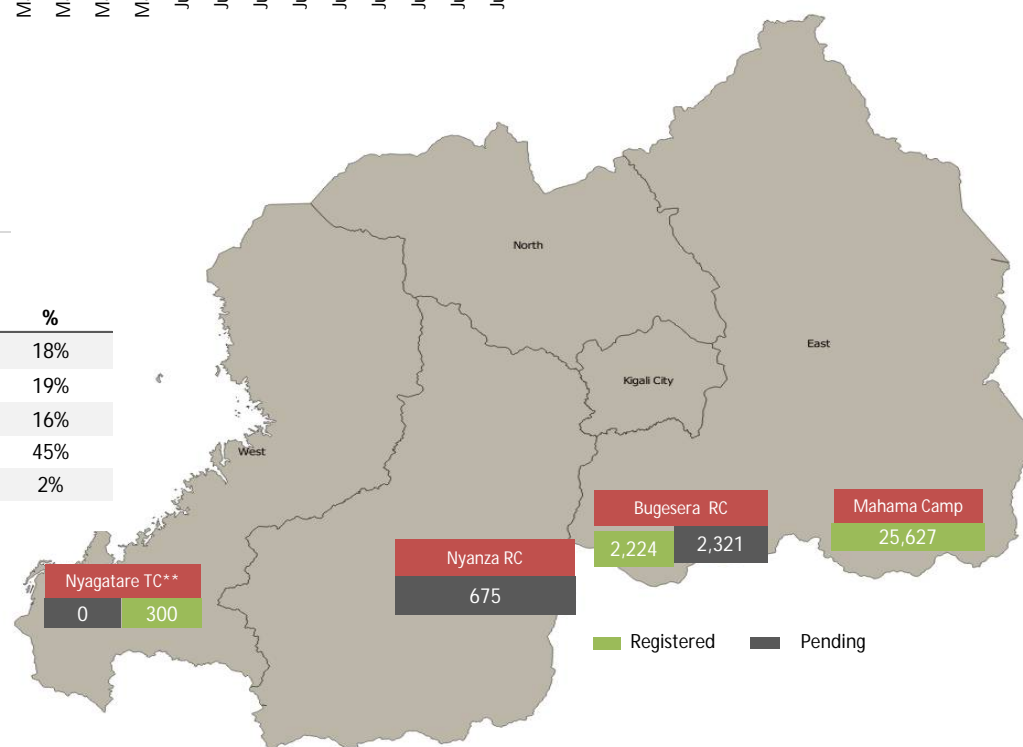 North
%
18%
19%
16%
45%
2%
East
Kigali City
West
Bugesera RC
2,224 2,321
Mahama Camp
25,627
Nyanza RC
675
Nyagatare TC**
0 300
Registered Pending